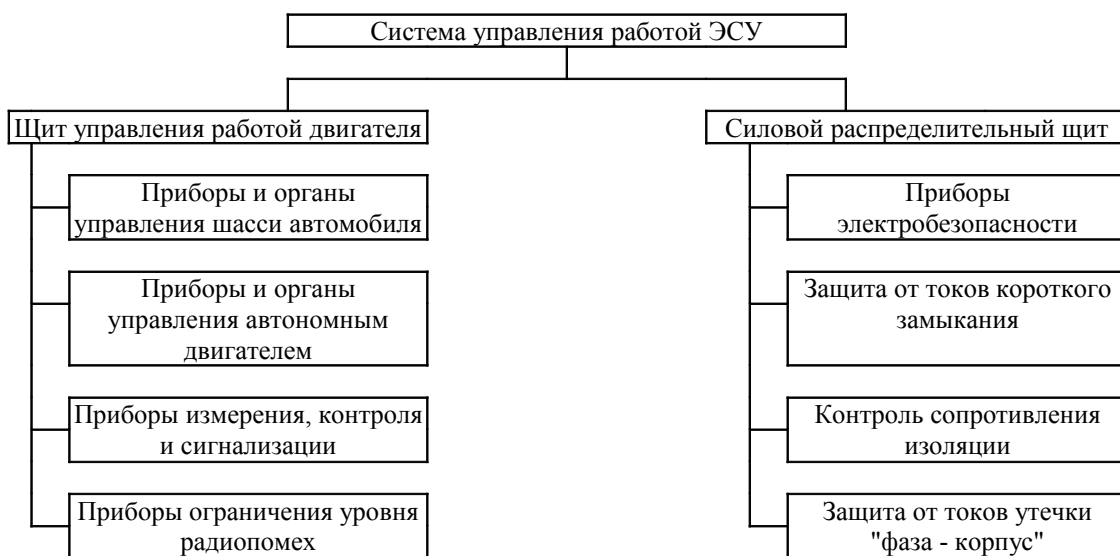 Система управления работой ЭСУ
Щит управления работой двигателя
Силовой распределительный щит
Приборы и органы
управления шасси автомобиля
Приборы
электробезопасности
Приборы и органы
управления автономным
двигателем
Защита от токов короткого
замыкания
Приборы измерения, контроля
и сигнализации
Контроль сопротивления
изоляции
Приборы ограничения уровня
радиопомех
Защита от токов утечки
"фаза - корпус"